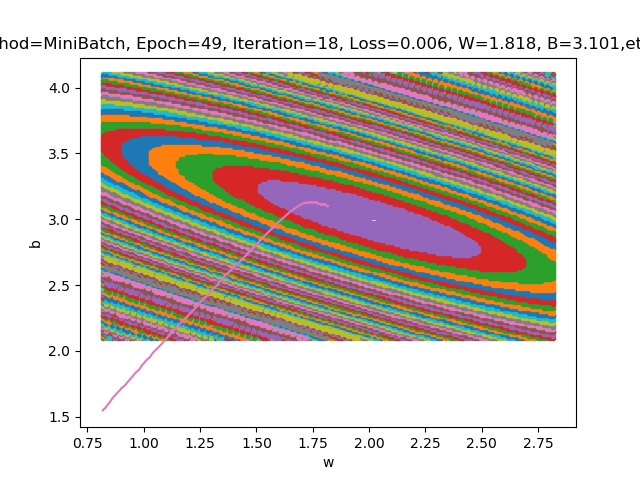 hod=MiniBatch, Epoch=49, Iteration=18, Loss=0.006, W=1.818, B=3.101,et
4.0
3.5
3.0
2.5
2.0
1.5
b
0.75 1.00 1.25 1.50 1.75 2.00 2.25 2.50 2.75
w